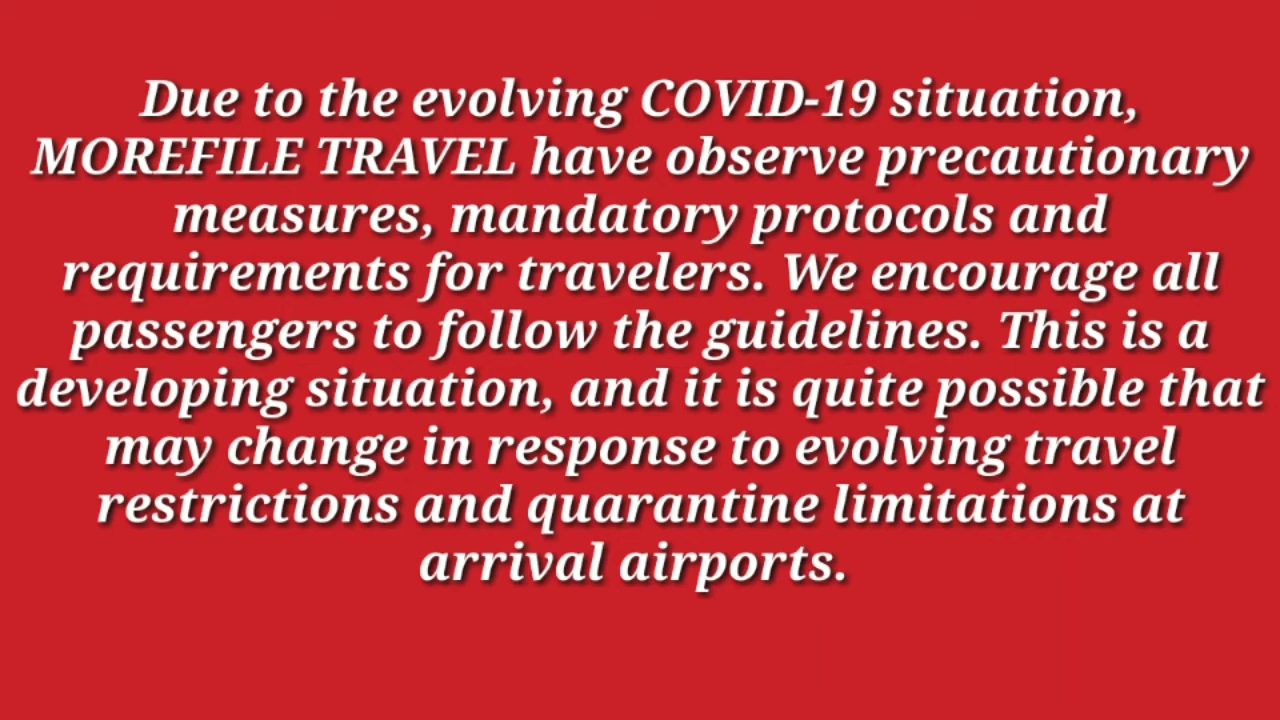 Due to the evolving COVID-19 situation,
MOREFILE TRAVEL have observe precautionary
measures, mandatory protocols and
requirements for travelers. We encourage all
passengers to follow the guidelines. This is a
developing situation, and it is quite possible that
may change in response to evolving travel
restrictions and quarantine limitations at
arrival airports.